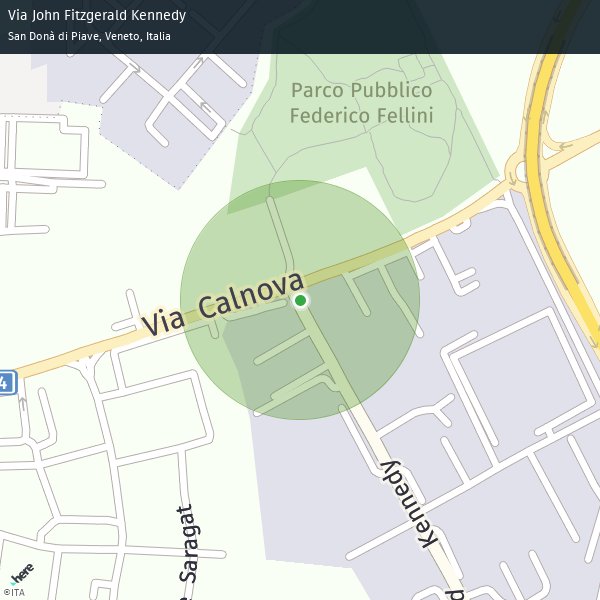 Via John Fitzgerald Kennedy
San Donà di Piave, Veneto, Italia
Parco Pubblico
Federico Fellini
Via Calnova
4
Kennedy
Saragat
here
©ITA